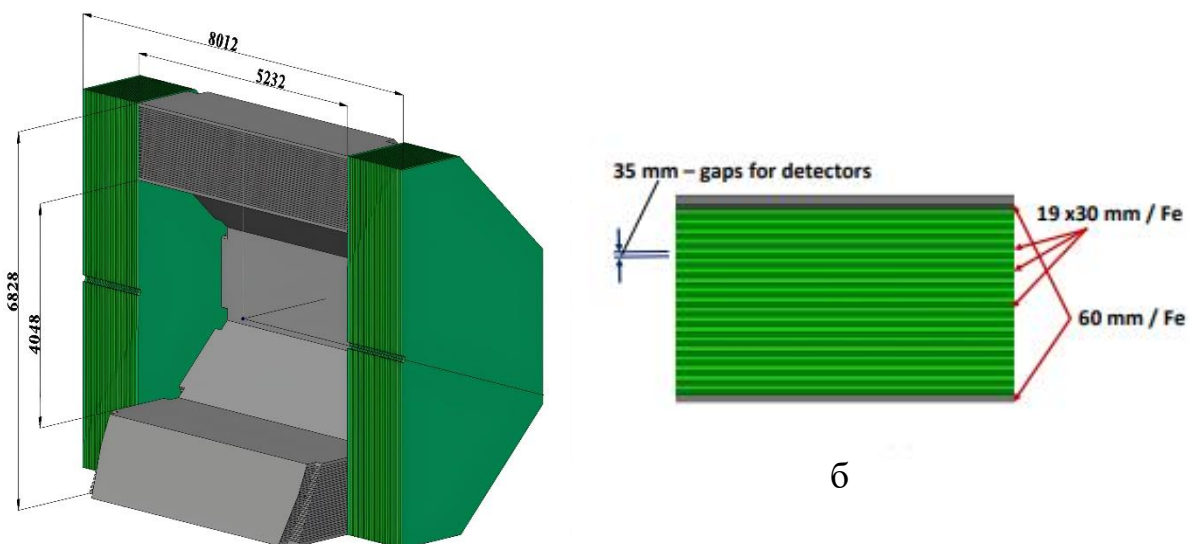 8012
5232
6828
4048
35 mm – gaps for detectors
19 x30 mm / Fe
60 mm / Fe
б